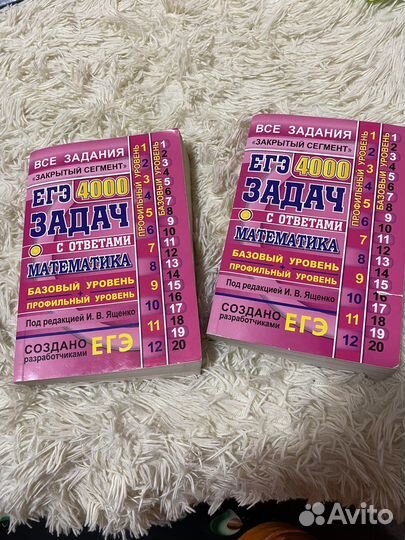 ВСЕ ЗАДАНИЯ
«ЗАКРЫТЫЙ СЕГМЕНТ»
ЕГЭ 4000
ЗАДАЧ
С ОТВЕТАМИ
МАТЕМАТИКА
БАЗОВЫЙ УРОВЕНЬ
ПРОФИЛЬНЫЙ УРОВЕНЬ
Под редакцией И. В. Ященко
СОЗДАНО
разработчиками ЕГЭ
ПРОФИЛЬНЫЙ УРОВЕНЬ
1
2
3
4
5
6
7
8
9
10
11
12
БАЗОВЫЙ УРОВЕНЬ
1
2
3
4
5
6
7
8
9
10
11
12
13
14
15
16
17
18
19
20
ВСЕ ЗАДАНИЯ
«ЗАКРЫТЫЙ СЕГМЕНТ»
ЕГЭ 4000
ЗАДАЧ
С ОТВЕТАМИ
МАТЕМАТИКА
БАЗОВЫЙ УРОВЕНЬ
ПРОФИЛЬНЫЙ УРОВЕНЬ
Под редакцией И. В. Ященко
СОЗДАНО
разработчиками ЕГЭ
ПРОФИЛЬНЫЙ УРОВЕНЬ
1
2
3
4
5
6
7
8
9
10
11
12
БАЗОВЫЙ УРОВЕНЬ
1
2
3
4
5
6
7
8
9
10
11
12
13
14
15
16
17
18
19
20
Avito